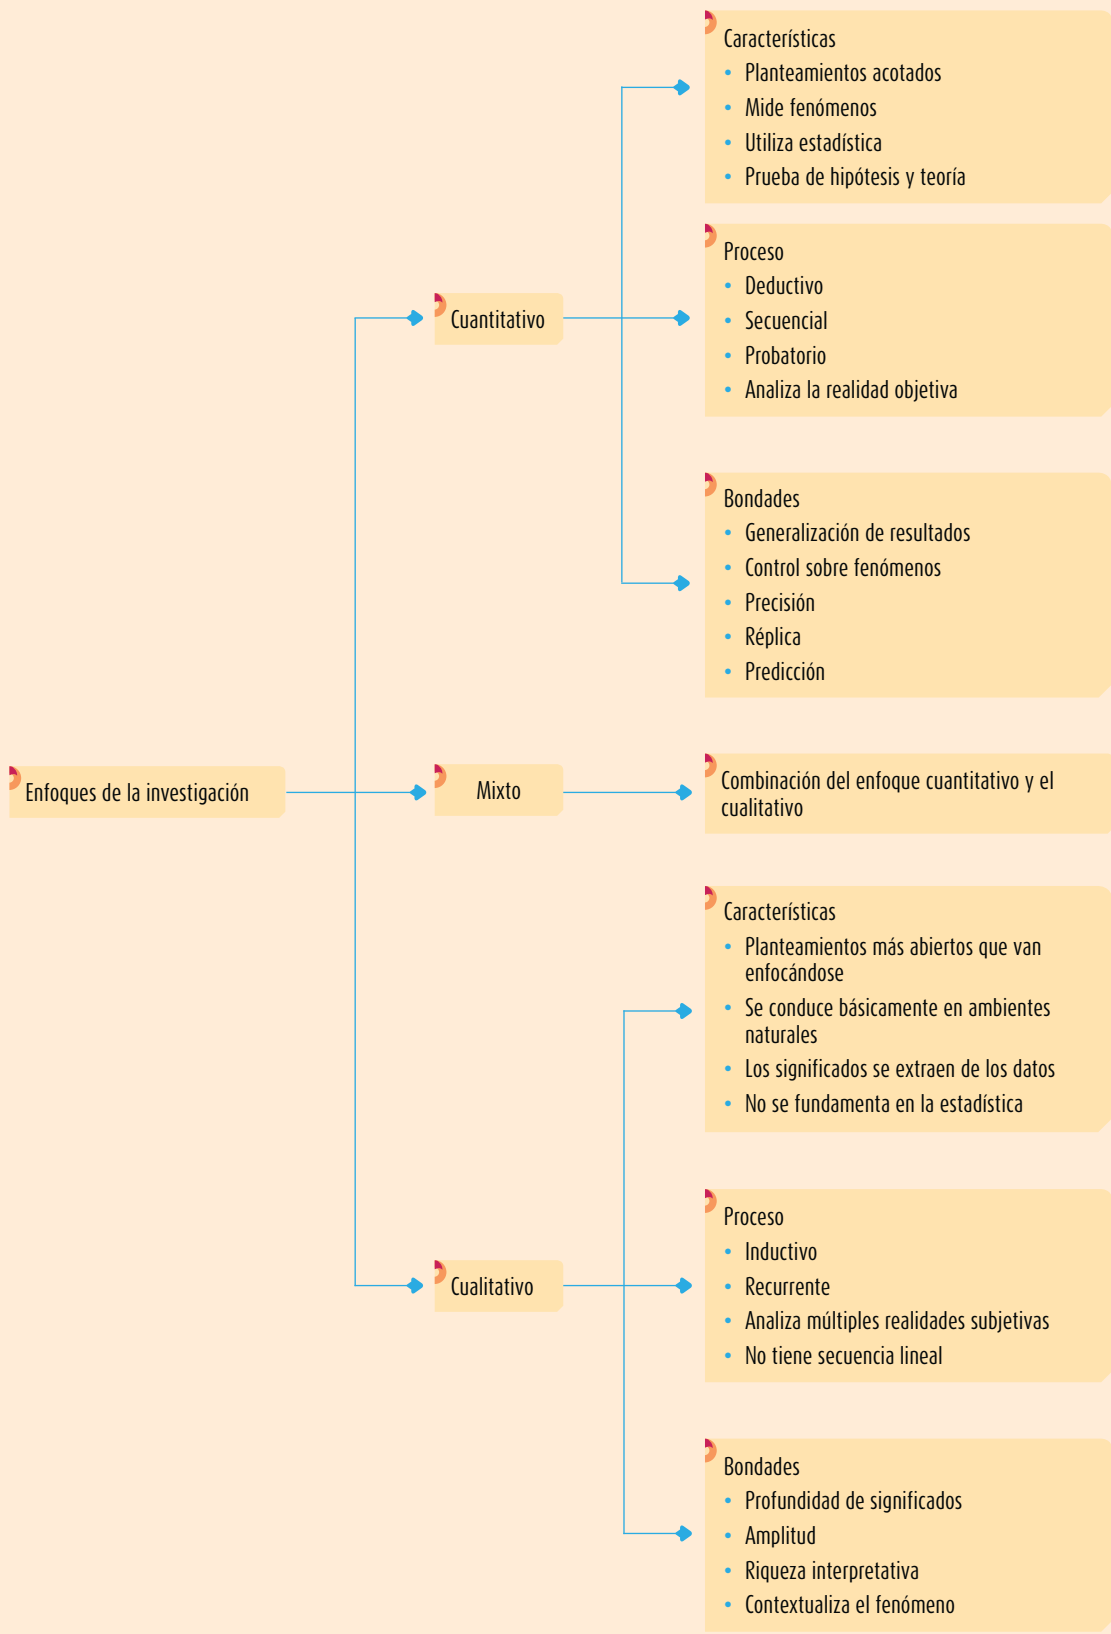 Enfoques de la investigación
Cuantitativo
Características
• Planteamientos acotados
• Mide fenómenos
• Utiliza estadística
• Prueba de hipótesis y teoría
Proceso
• Deductivo
• Secuencial
• Probatorio
• Analiza la realidad objetiva
Bondades
• Generalización de resultados
• Control sobre fenómenos
• Precisión
• Réplica
• Predicción
Mixto
Combinación del enfoque cuantitativo y el
cualitativo
Cualitativo
Características
• Planteamientos más abiertos que van
enfocándose
• Se conduce básicamente en ambientes
naturales
• Los significados se extraen de los datos
• No se fundamenta en la estadística
Proceso
• Inductivo
• Recurrente
• Analiza múltiples realidades subjetivas
• No tiene secuencia lineal
Bondades
• Profundidad de significados
• Amplitud
• Riqueza interpretativa
• Contextualiza el fenómeno